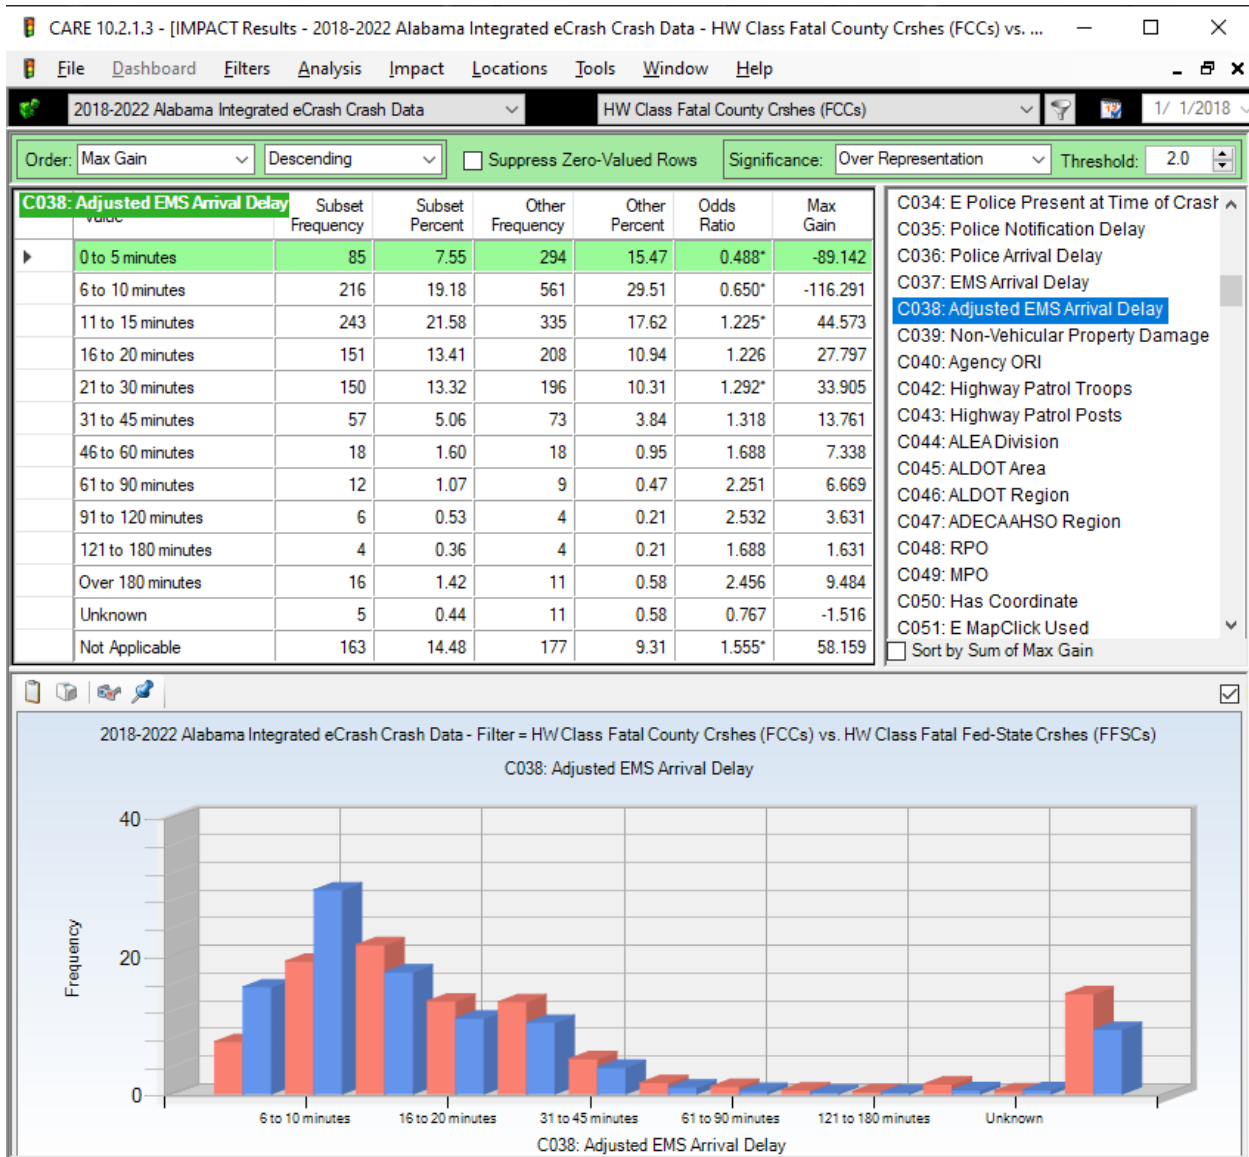 CARE 10.2.1.3 - [IMPACT Results - 2018-2022 Alabama Integrated eCrash Crash Data - HW Class Fatal County Crshes (FCCs) vs. ...
File Dashboard Filters Analysis Impact Locations Tools Window Help
2018-2022 Alabama Integrated eCrash Crash Data HW Class Fatal County Crshes (FCCs) 1/ 1/2018
Order: Max Gain Descending Suppress Zero-Valued Rows Significance: Over Representation Threshold: 2.0
C038: Adjusted EMS Arrival Delay
Value Subset Frequency Subset Percent Other Frequency Other Percent Odds Ratio Max Gain
0 to 5 minutes 85 7.55 294 15.47 0.488* -89.142
6 to 10 minutes 216 19.18 561 29.51 0.650* -116.291
11 to 15 minutes 243 21.58 335 17.62 1.225* 44.573
16 to 20 minutes 151 13.41 208 10.94 1.226 27.797
21 to 30 minutes 150 13.32 196 10.31 1.292* 33.905
31 to 45 minutes 57 5.06 73 3.84 1.318 13.761
46 to 60 minutes 18 1.60 18 0.95 1.688 7.338
61 to 90 minutes 12 1.07 9 0.47 2.251 6.669
91 to 120 minutes 6 0.53 4 0.21 2.532 3.631
121 to 180 minutes 4 0.36 4 0.21 1.688 1.631
Over 180 minutes 16 1.42 11 0.58 2.456 9.484
Unknown 5 0.44 11 0.58 0.767 -1.516
Not Applicable 163 14.48 177 9.31 1.555* 58.159
C034: E Police Present at Time of Crash
C035: Police Notification Delay
C036: Police Arrival Delay
C037: EMS Arrival Delay
C038: Adjusted EMS Arrival Delay
C039: Non-Vehicular Property Damage
C040: Agency ORI
C042: Highway Patrol Troops
C043: Highway Patrol Posts
C044: ALEA Division
C045: ALDOT Area
C046: ALDOT Region
C047: ADECAAHSO Region
C048: RPO
C049: MPO
C050: Has Coordinate
C051: E MapClick Used
Sort by Sum of Max Gain
2018-2022 Alabama Integrated eCrash Crash Data - Filter = HW Class Fatal County Crshes (FCCs) vs. HW Class Fatal Fed-State Crshes (FFSCs)
C038: Adjusted EMS Arrival Delay
40
20
0
Frequency
6 to 10 minutes 16 to 20 minutes 31 to 45 minutes 61 to 90 minutes 121 to 180 minutes Unknown
C038: Adjusted EMS Arrival Delay